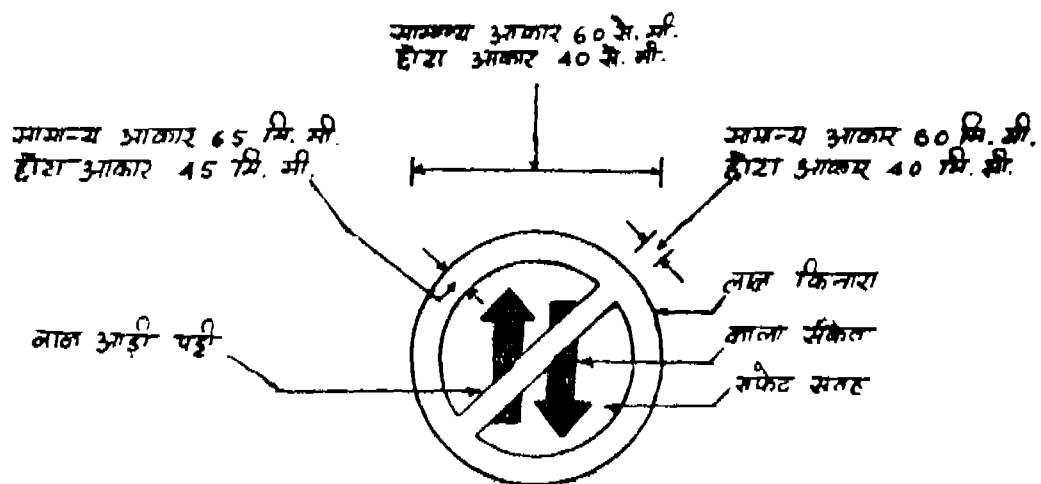 सामान्य आकार 60 से. मी.
छोटा आकार 40 से. मी.
सामान्य आकार 65 मि. मी.
छोटा आकार 45 मि. मी.
सामान्य आकार 60 मि. मी.
छोटा आकार 40 मि. मी.
लाल किनारा
लाल आड़ी पट्टी
काला संकेत
सफेद सतह